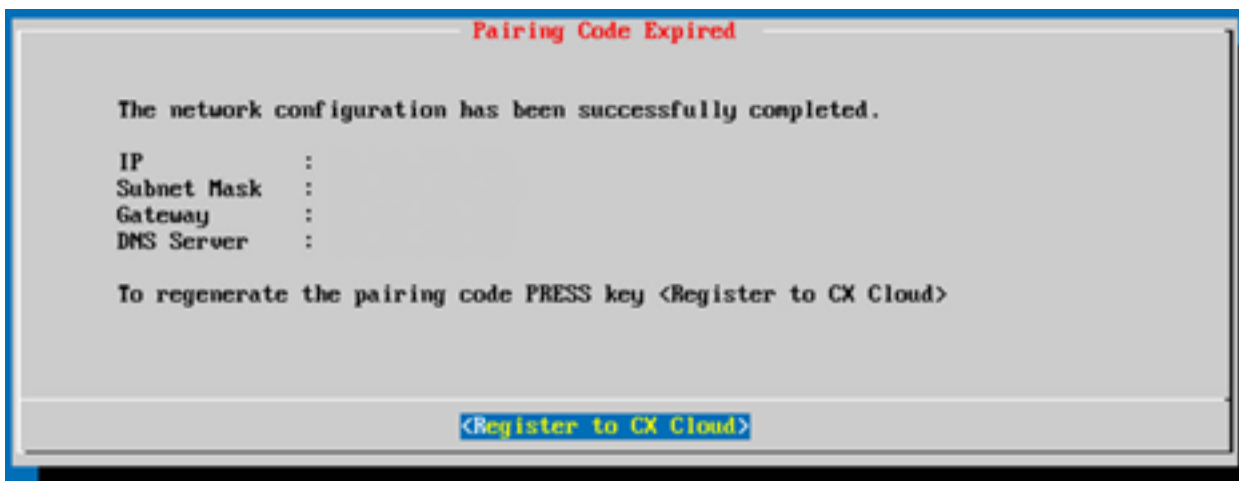 Pairing Code Expired
The network configuration has been successfully completed.
IP :
Subnet Mask :
Gateway :
DNS Server :
To regenerate the pairing code PRESS key <Register to CX Cloud>
<Register to CX Cloud>